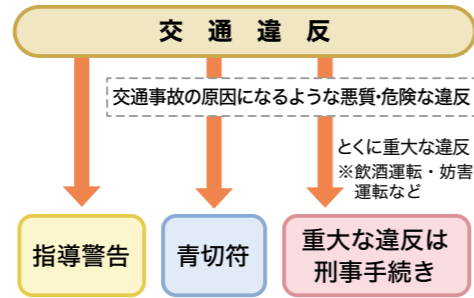 交通違反
交通事故の原因になるような悪質・危険な違反
とくに重大な違反
※飲酒運転・妨害
運転など
指導警告
青切符
重大な違反は
刑事手続き